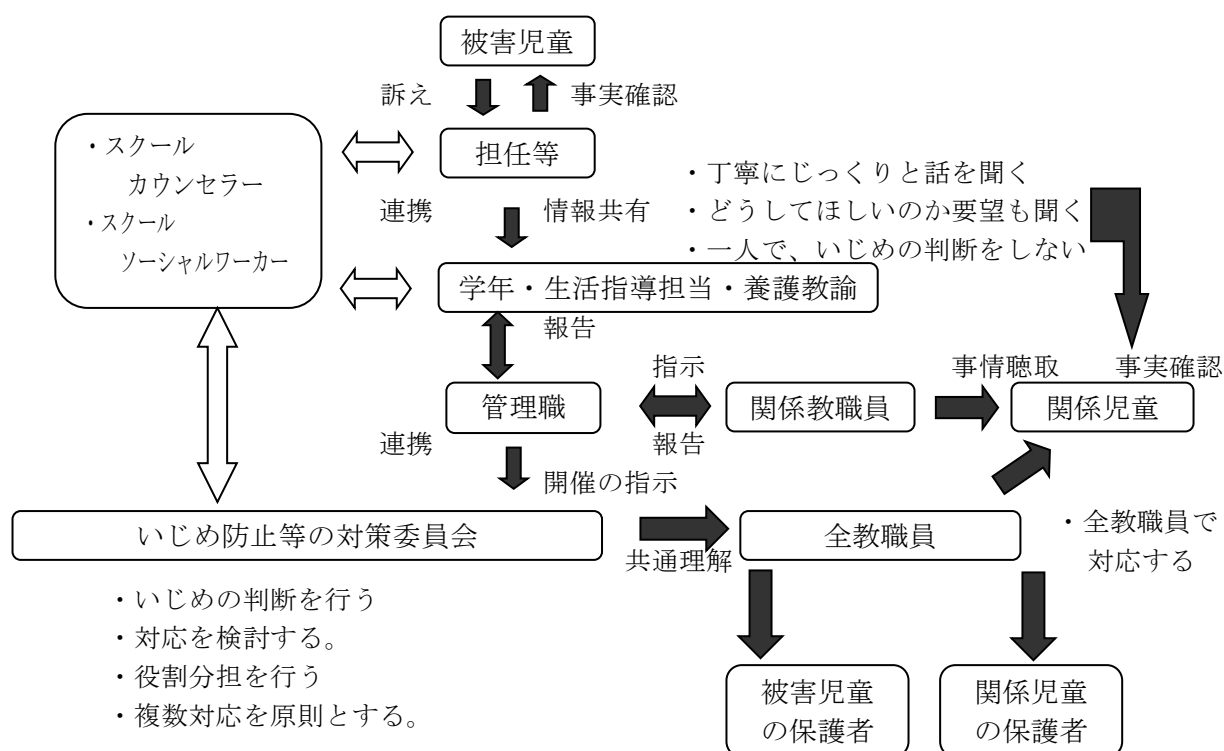 被害児童
訴え
事実確認
・スクール
カウンセラー
・スクール
ソーシャルワーカー
担任等
・丁寧にじっくりと話を聞く
・どうしてほしいのか要望も聞く
・一人で、いじめの判断をしない
連携
情報共有
学年・生活指導担当・養護教諭
報告
指示
事情聴取
事実確認
管理職
関係教職員
関係児童
連携
報告
開催の指示
いじめ防止等の対策委員会
共通理解
全教職員
・全教職員で
対応する
・いじめの判断を行う
・対応を検討する。
・役割分担を行う
・複数対応を原則とする。
被害児童
の保護者
関係児童
の保護者